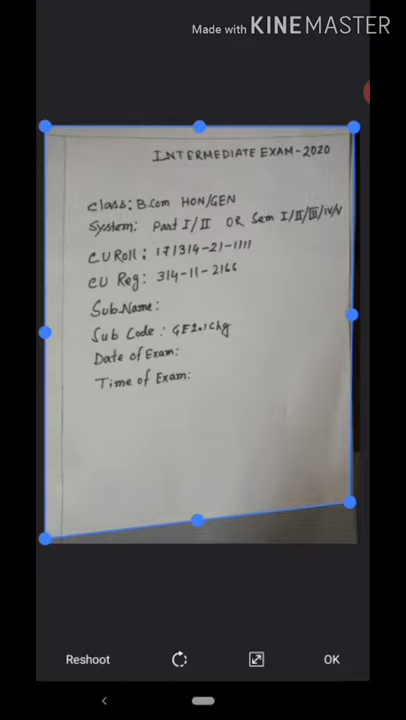 Made with KINEMASTER
INTERMEDIATE EXAM-2020
Class: B.Com HON/GEN
System: Part I/II OR Sem I/II/III/IV/V
CU Roll: 171314-21-1111
CU Reg: 314-11-2166
Sub.Name:
Sub Code: GE2.1Chg
Date of Exam:
Time of Exam:
Reshoot
OK